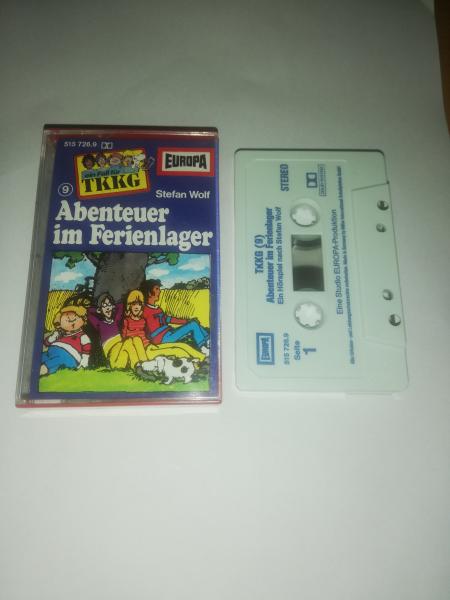 515 726.9
EUROPA
ein Fall für
TKKG
9
Stefan Wolf
Abenteuer
im Ferienlager
TKKG (9)
Abenteuer im Ferienlager
Ein Hörspiel nach Stefan Wolf
STEREO
EUROPA
515 726.9
Seite
1
Eine Studio EUROPA-Produktion